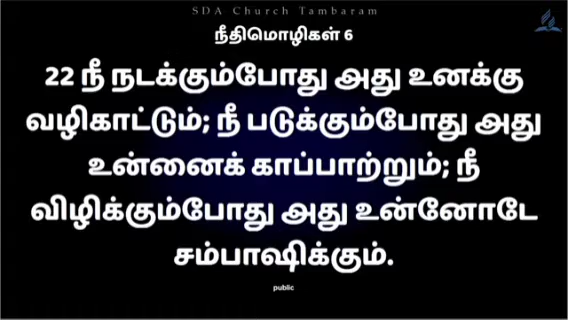 SDA Church Tambaram
நீதிமொழிகள் 6
22 நீ நடக்கும்போது அது உனக்கு
வழிகாட்டும்; நீ படுக்கும்போது அது
உன்னைக் காப்பாற்றும்; நீ
விழிக்கும்போது அது உன்னோடே
சம்பாஷிக்கும்.
public